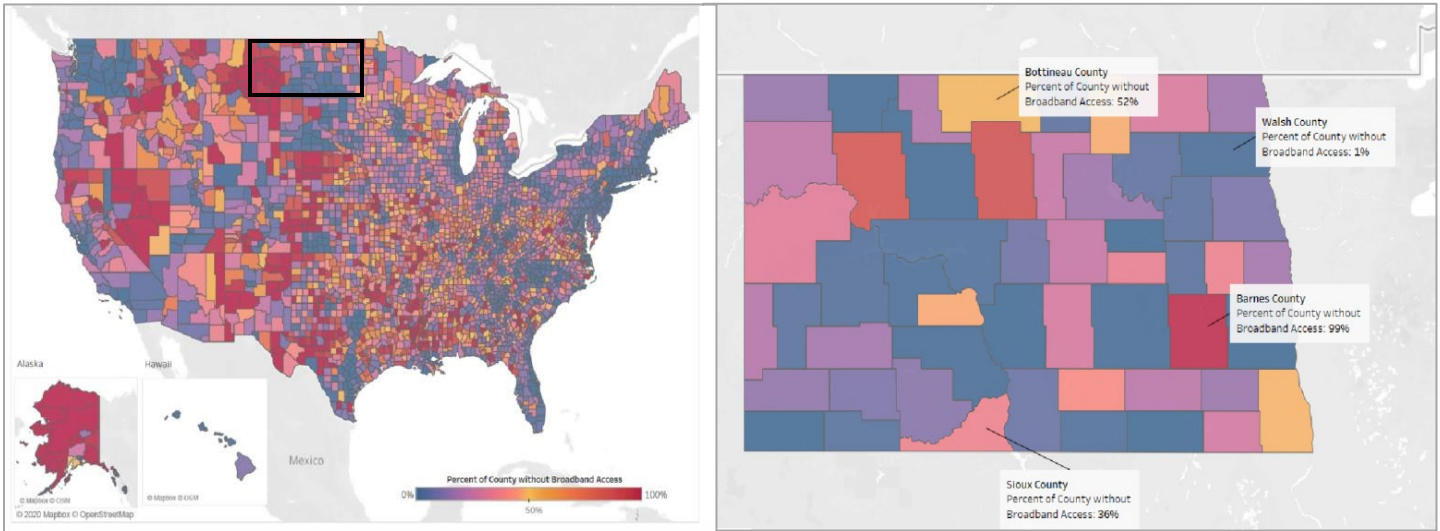 Alaska
Hawaii
Mexico
© Mapbox © OSM
© Mapbox © OSM
© 2020 Mapbox © OpenStreetMap
Percent of County without Broadband Access
0%
100%
50%
Bottineau County
Percent of County without
Broadband Access: 52%
Walsh County
Percent of County without
Broadband Access: 1%
Barnes County
Percent of County without
Broadband Access: 99%
Sioux County
Percent of County without
Broadband Access: 36%